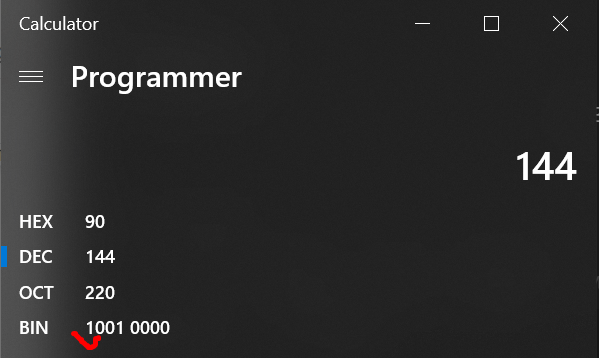 Calculator
Programmer
144
HEX 90
DEC 144
OCT 220
BIN 1001 0000